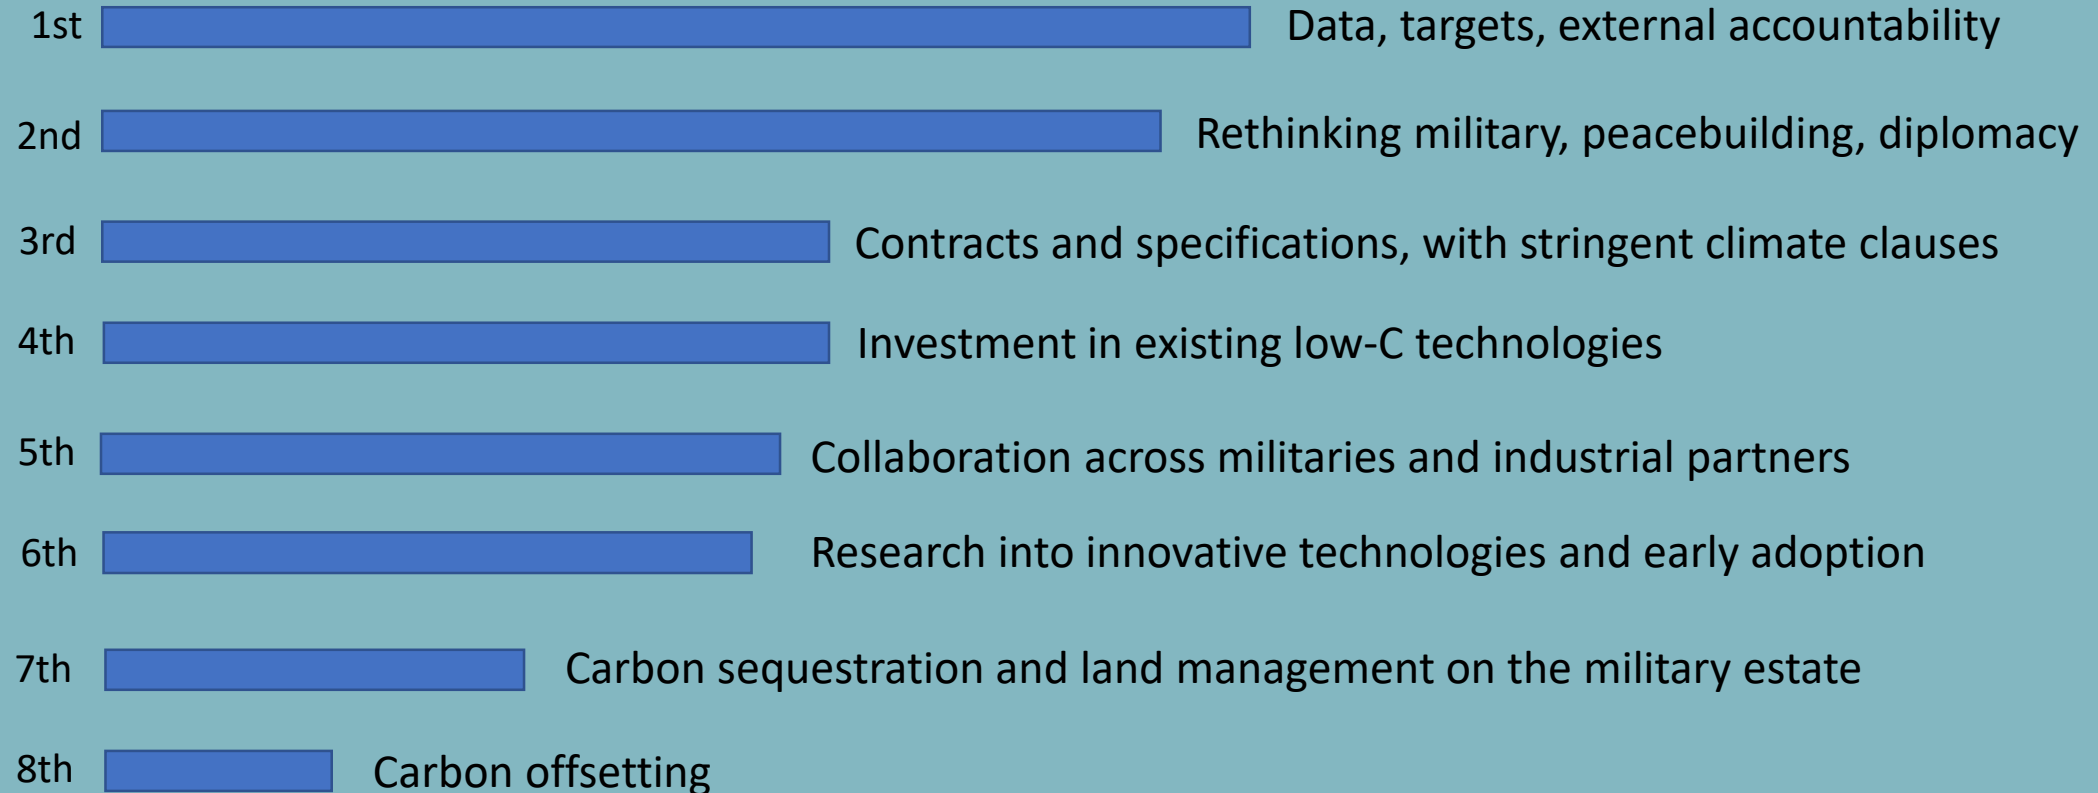 1st Data, targets, external accountability
2nd Rethinking military, peacebuilding, diplomacy
3rd Contracts and specifications, with stringent climate clauses
4th Investment in existing low-C technologies
5th Collaboration across militaries and industrial partners
6th Research into innovative technologies and early adoption
7th Carbon sequestration and land management on the military estate
8th Carbon offsetting